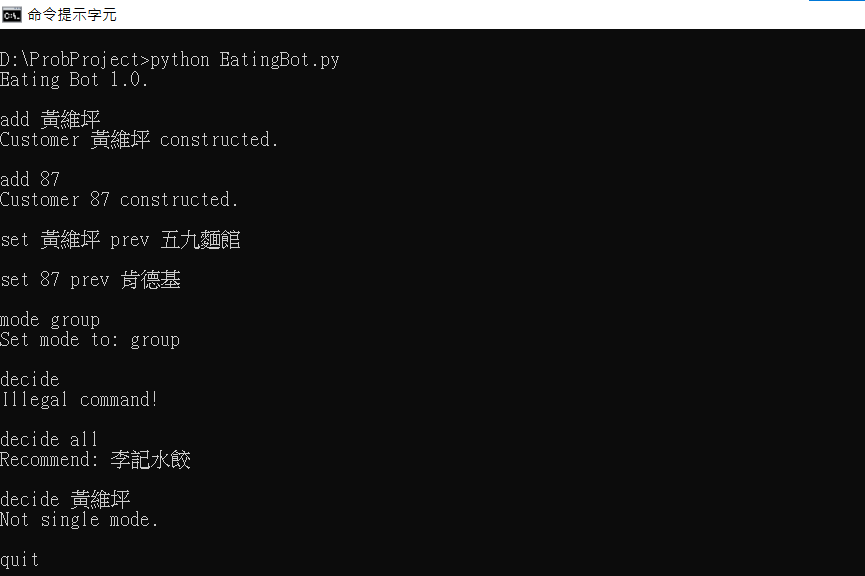 命令提示字元
D:\ProbProject>python EatingBot.py
Eating Bot 1.0.
add 黃維坪
Customer 黃維坪 constructed.
add 87
Customer 87 constructed.
set 黃維坪 prev 五九麵館
set 87 prev 肯德基
mode group
Set mode to: group
decide
Illegal command!
decide all
Recommend: 李記水餃
decide 黃維坪
Not single mode.
quit